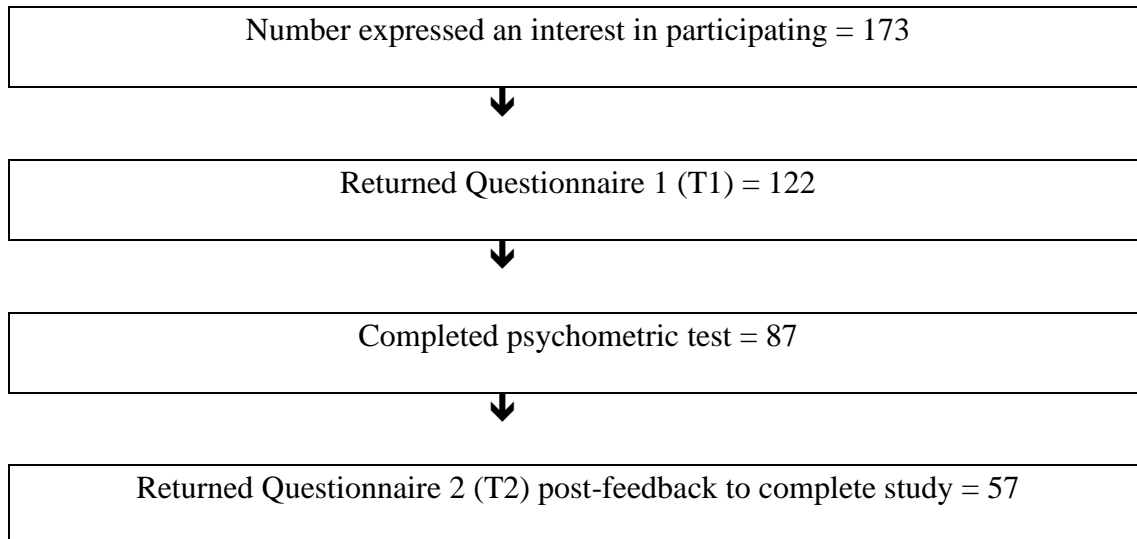 Number expressed an interest in participating = 173
Returned Questionnaire 1 (T1) = 122
Completed psychometric test = 87
Returned Questionnaire 2 (T2) post-feedback to complete study = 57